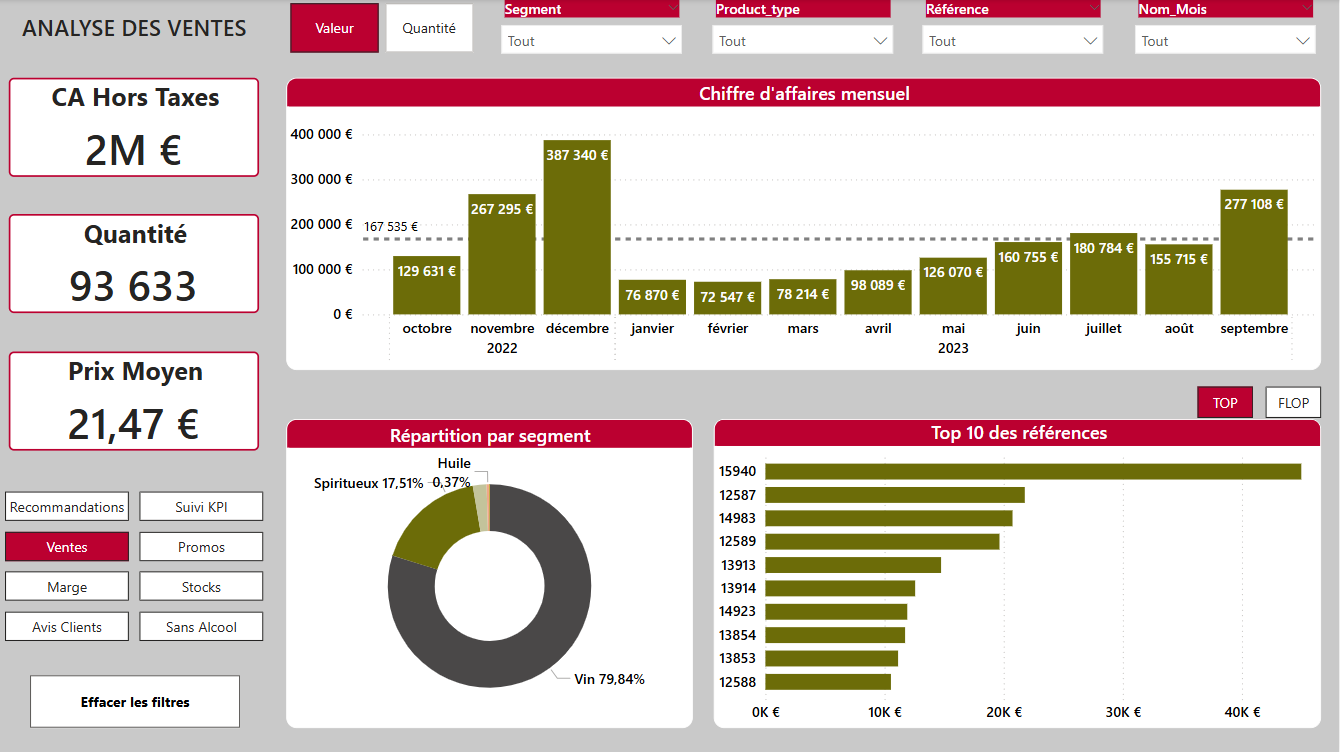 ANALYSE DES VENTES
Valeur
Quantité
Segment
Tout
Product_type
Tout
Référence
Tout
Nom_Mois
Tout
CA Hors Taxes
2M €
Quantité
93 633
Prix Moyen
21,47 €
Recommandations
Suivi KPI
Ventes
Promos
Marge
Stocks
Avis Clients
Sans Alcool
Effacer les filtres
Chiffre d'affaires mensuel
400 000 €
300 000 €
200 000 €
100 000 €
0 €
167 535 €
129 631 €
267 295 €
387 340 €
76 870 €
72 547 €
78 214 €
98 089 €
126 070 €
160 755 €
180 784 €
155 715 €
277 108 €
octobre novembre décembre janvier février mars avril mai juin juillet août septembre
2022 2023
TOP
FLOP
Répartition par segment
Huile
0,37%
Spiritueux 17,51%
Vin 79,84%
Top 10 des références
15940
12587
14983
12589
13913
13914
14923
13854
13853
12588
0K € 10K € 20K € 30K € 40K €